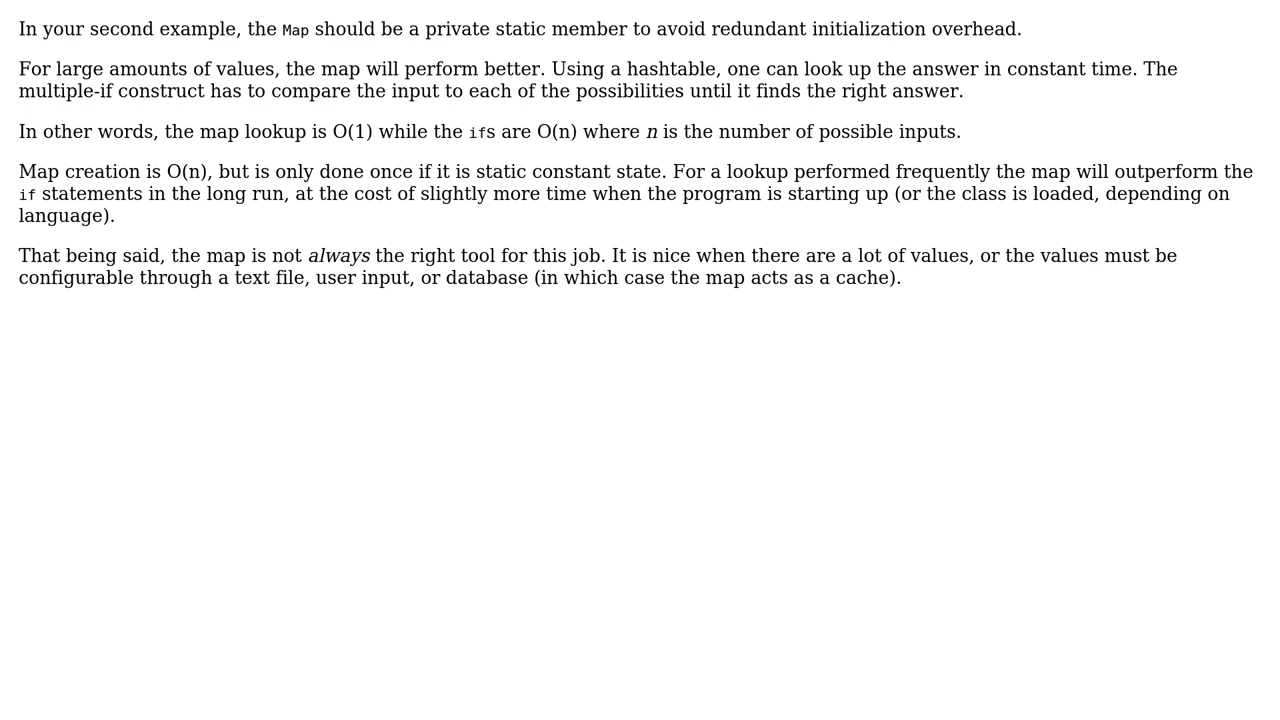 In your second example, the Map should be a private static member to avoid redundant initialization overhead.
For large amounts of values, the map will perform better. Using a hashtable, one can look up the answer in constant time. The
multiple-if construct has to compare the input to each of the possibilities until it finds the right answer.
In other words, the map lookup is O(1) while the ifs are O(n) where n is the number of possible inputs.
Map creation is O(n), but is only done once if it is static constant state. For a lookup performed frequently the map will outperform the
if statements in the long run, at the cost of slightly more time when the program is starting up (or the class is loaded, depending on
language).
That being said, the map is not always the right tool for this job. It is nice when there are a lot of values, or the values must be
configurable through a text file, user input, or database (in which case the map acts as a cache).